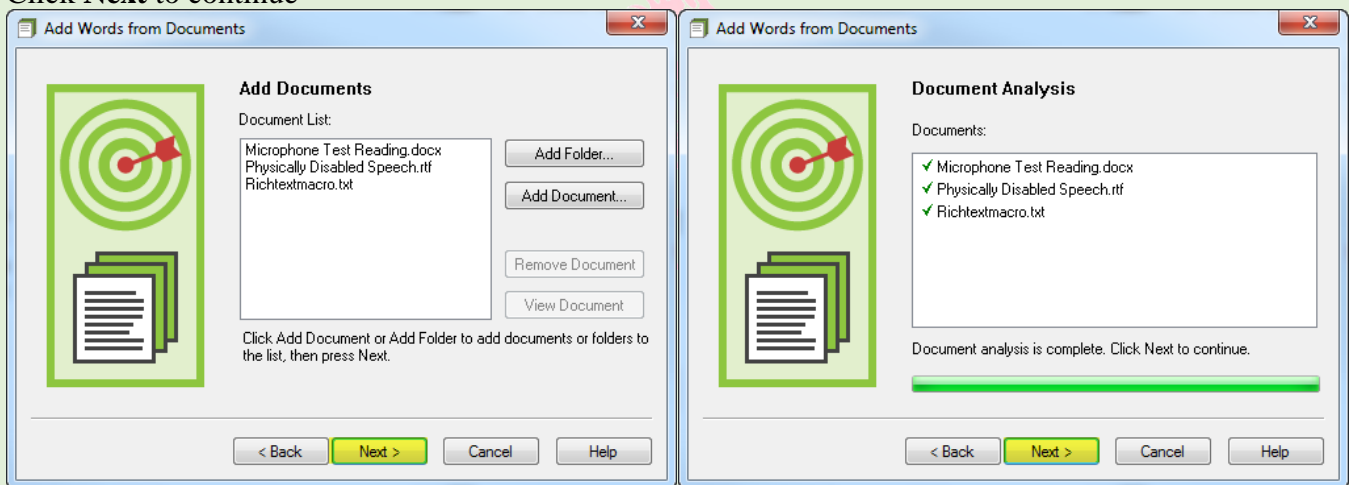 Click Next to continue
Add Words from Documents
Add Documents
Document List:
Microphone Test Reading.docx
Physically Disabled Speech.rtf
Richtextmacro.txt
Add Folder...
Add Document...
Remove Document
View Document
Click Add Document or Add Folder to add documents or folders to
the list, then press Next.
< Back
Next >
Cancel
Help
Add Words from Documents
Document Analysis
Documents:
Microphone Test Reading.docx
Physically Disabled Speech.rtf
Richtextmacro.txt
Document analysis is complete. Click Next to continue.
< Back
Next >
Cancel
Help